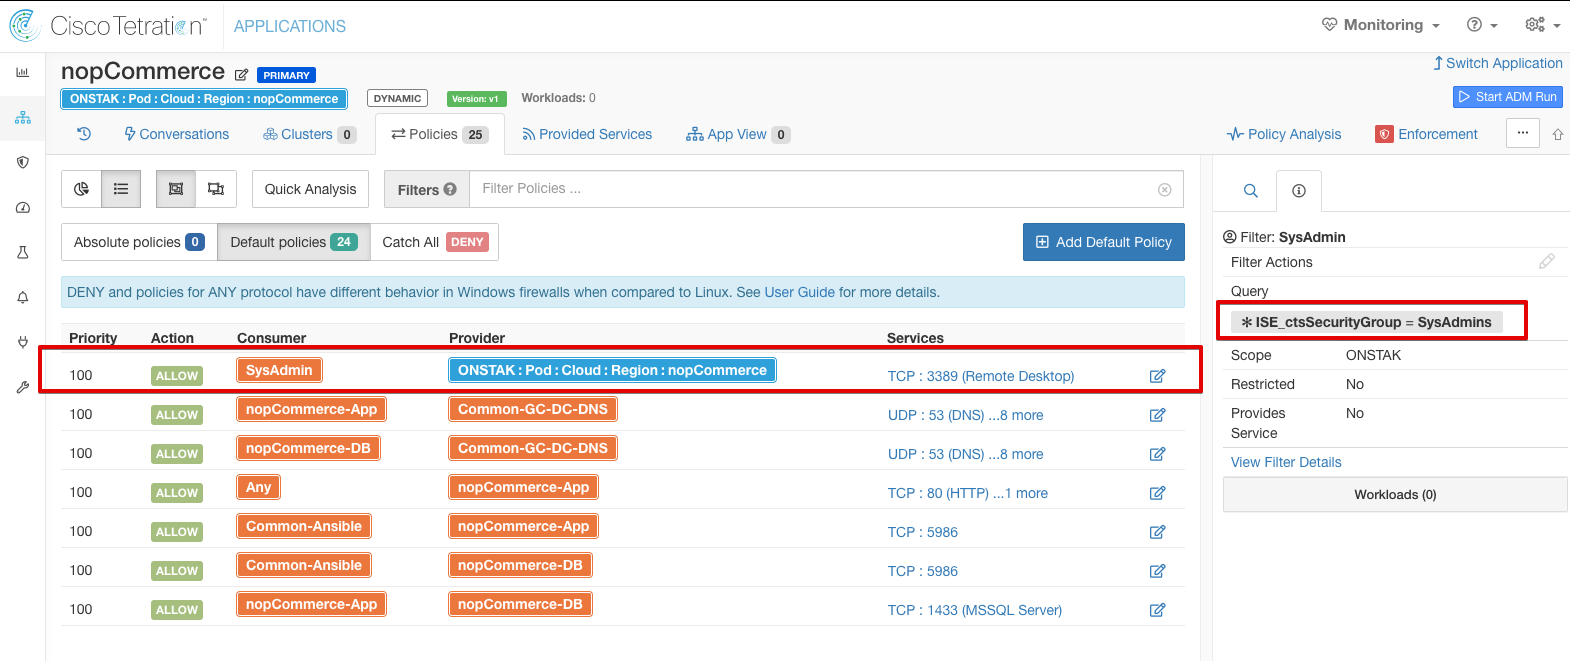 Cisco Tetration™ APPLICATIONS Monitoring
nopCommerce PRIMARY Switch Application
ONSTAK : Pod : Cloud : Region : nopCommerce DYNAMIC Version: v1 Workloads: 0 Start ADM Run
Conversations Clusters 0 Policies 25 Provided Services App View 0 Policy Analysis Enforcement ...
Quick Analysis Filters Filter Policies ...
Absolute policies 0 Default policies 24 Catch All DENY Add Default Policy
DENY and policies for ANY protocol have different behavior in Windows firewalls when compared to Linux. See User Guide for more details.
Priority Action Consumer Provider Services
100 ALLOW SysAdmin ONSTAK : Pod : Cloud : Region : nopCommerce TCP : 3389 (Remote Desktop)
100 ALLOW nopCommerce-App Common-GC-DC-DNS UDP : 53 (DNS) ...8 more
100 ALLOW nopCommerce-DB Common-GC-DC-DNS UDP : 53 (DNS) ...8 more
100 ALLOW Any nopCommerce-App TCP : 80 (HTTP) ...1 more
100 ALLOW Common-Ansible nopCommerce-App TCP : 5986
100 ALLOW Common-Ansible nopCommerce-DB TCP : 5986
100 ALLOW nopCommerce-App nopCommerce-DB TCP : 1433 (MSSQL Server)
Filter: SysAdmin
Filter Actions
Query
✻ ISE_ctsSecurityGroup = SysAdmins
Scope ONSTAK
Restricted No
Provides No
Service
View Filter Details
Workloads (0)